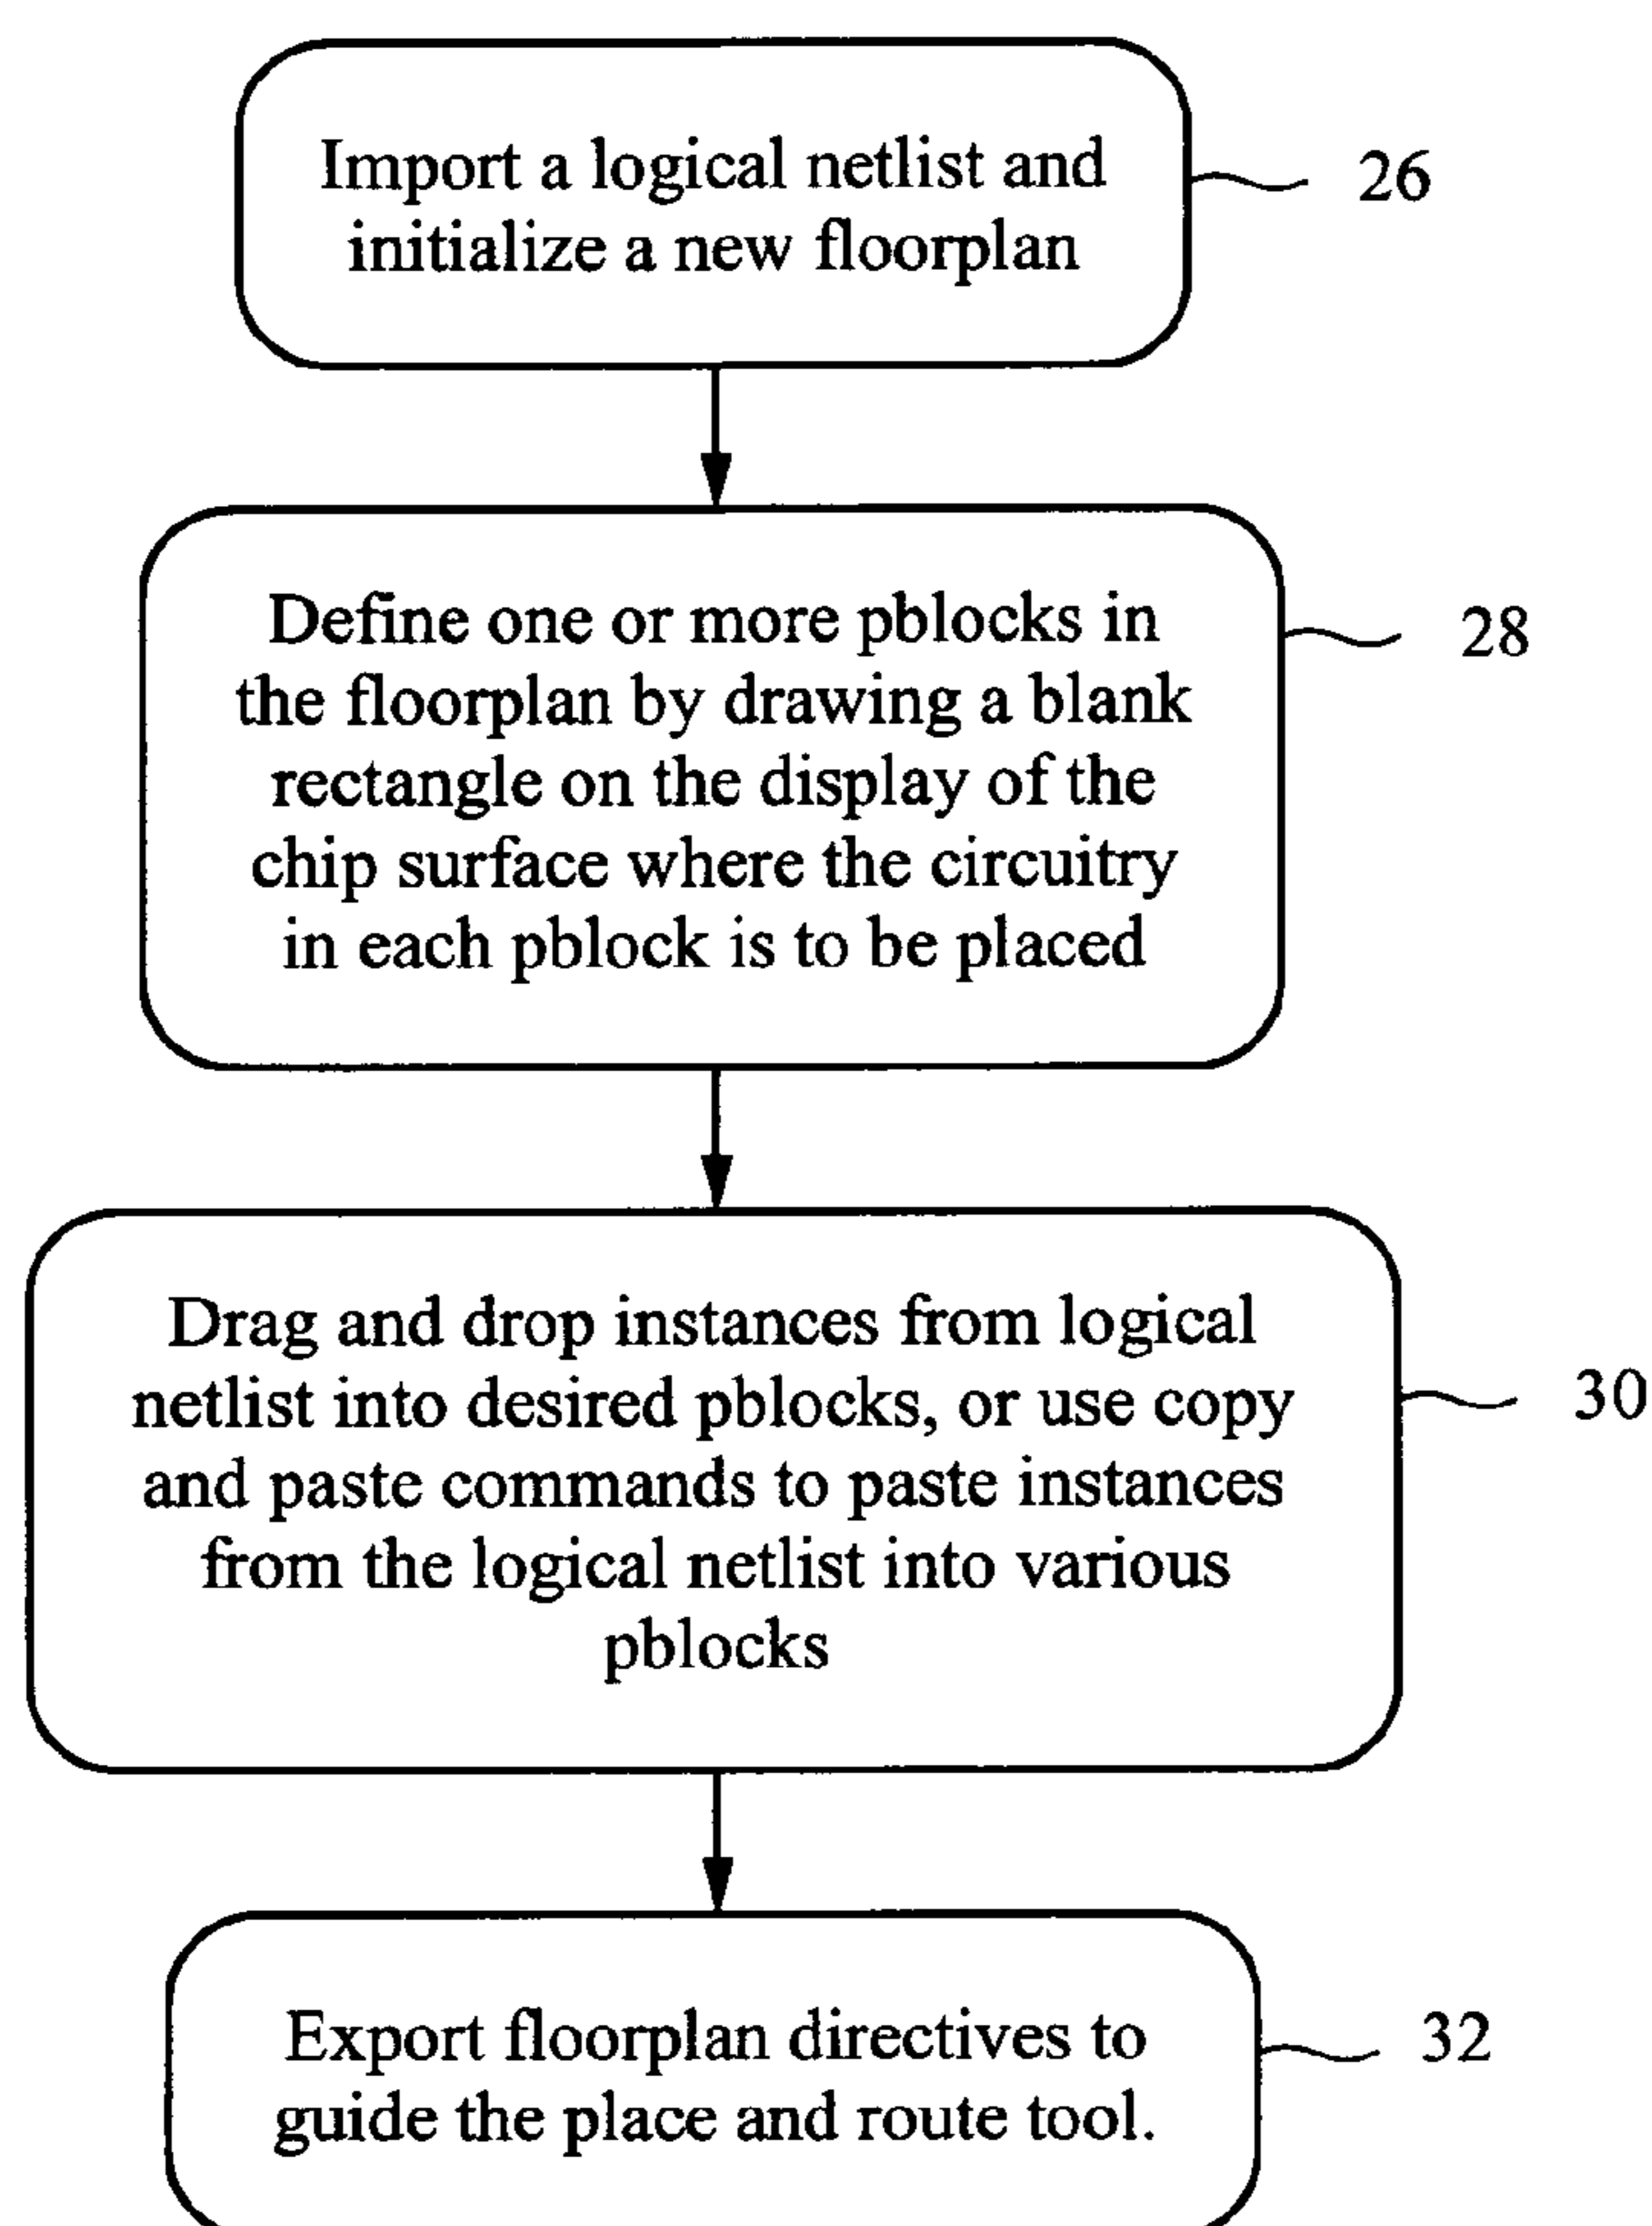 Import a logical netlist and
initialize a new floorplan
26
Define one or more pblocks in
the floorplan by drawing a blank
rectangle on the display of the
chip surface where the circuitry
in each pblock is to be placed
28
Drag and drop instances from logical
netlist into desired pblocks, or use copy
and paste commands to paste instances
from the logical netlist into various
pblocks
30
Export floorplan directives to
guide the place and route tool.
32